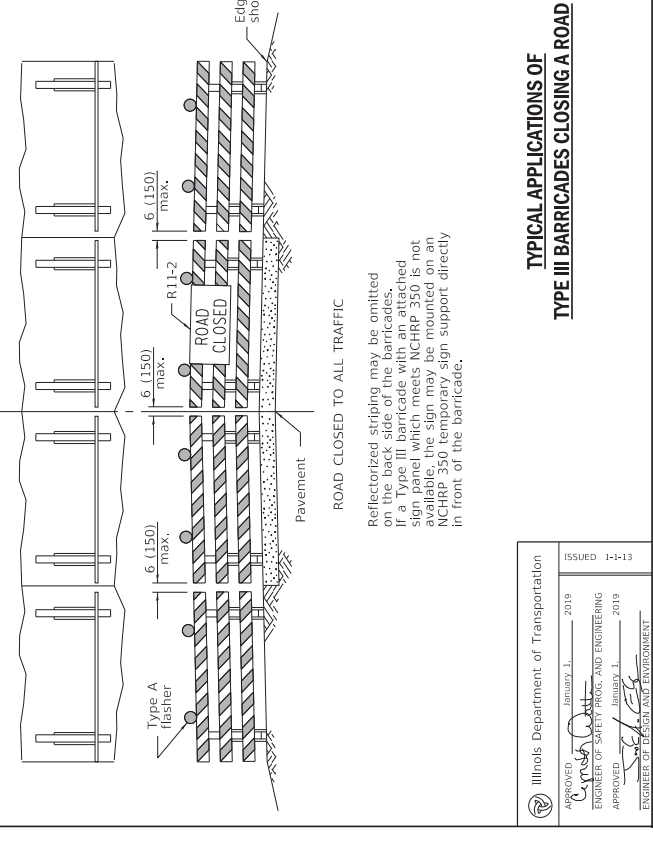 Edg
sho
6 (150)
max.
R11-2
6 (150)
max.
ROAD
CLOSED
6 (150)
max.
Type A
flasher
Pavement
ROAD CLOSED TO ALL TRAFFIC
Reflectorized striping may be omitted
on the back side of the barricades.
If a Type III barricade with an attached
sign panel which meets NCHRP 350 is not
available, the sign may be mounted on an
NCHRP 350 temporary sign support directly
in front of the barricade.
TYPICAL APPLICATIONS OF
TYPE III BARRICADES CLOSING A ROAD
Illinois Department of Transportation
APPROVED January 1, 2019
ENGINEER OF SAFETY PROG. AND ENGINEERING
APPROVED January 1, 2019
ENGINEER OF DESIGN AND ENVIRONMENT
ISSUED 1-1-13